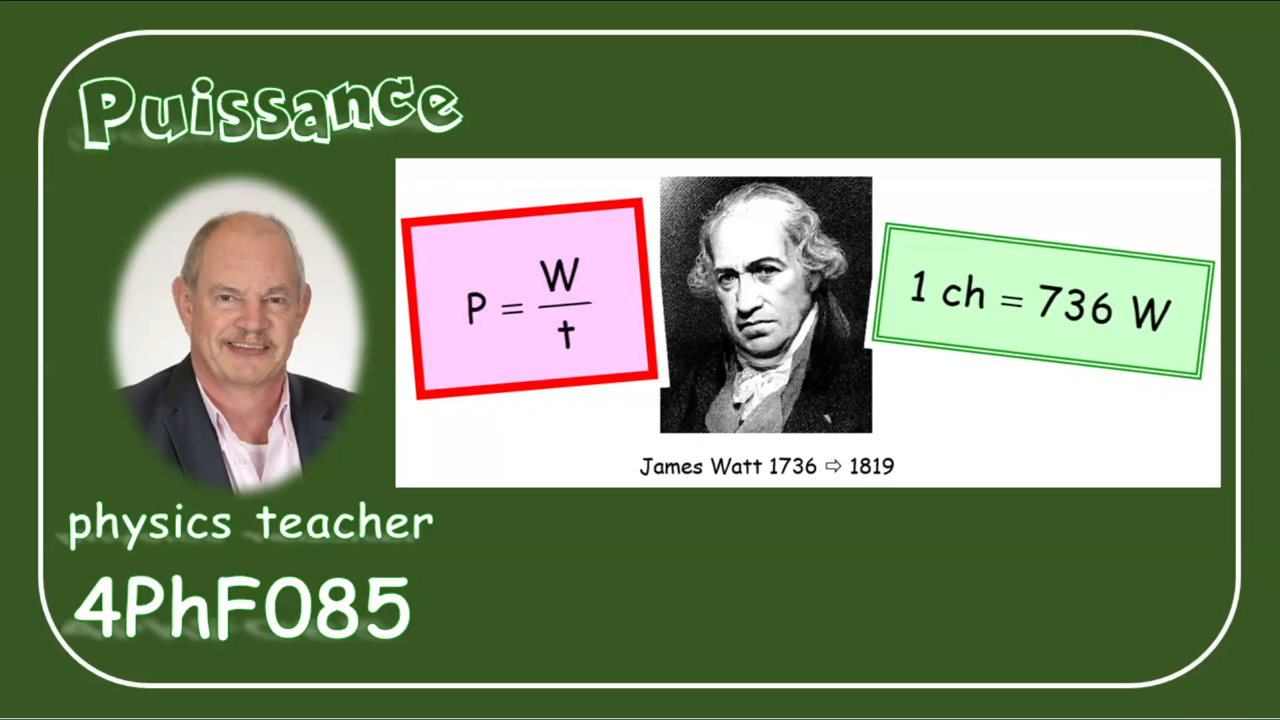 Puissance
P = W / t
1 ch = 736 W
James Watt 1736 ⇨ 1819
physics teacher
4PhF085